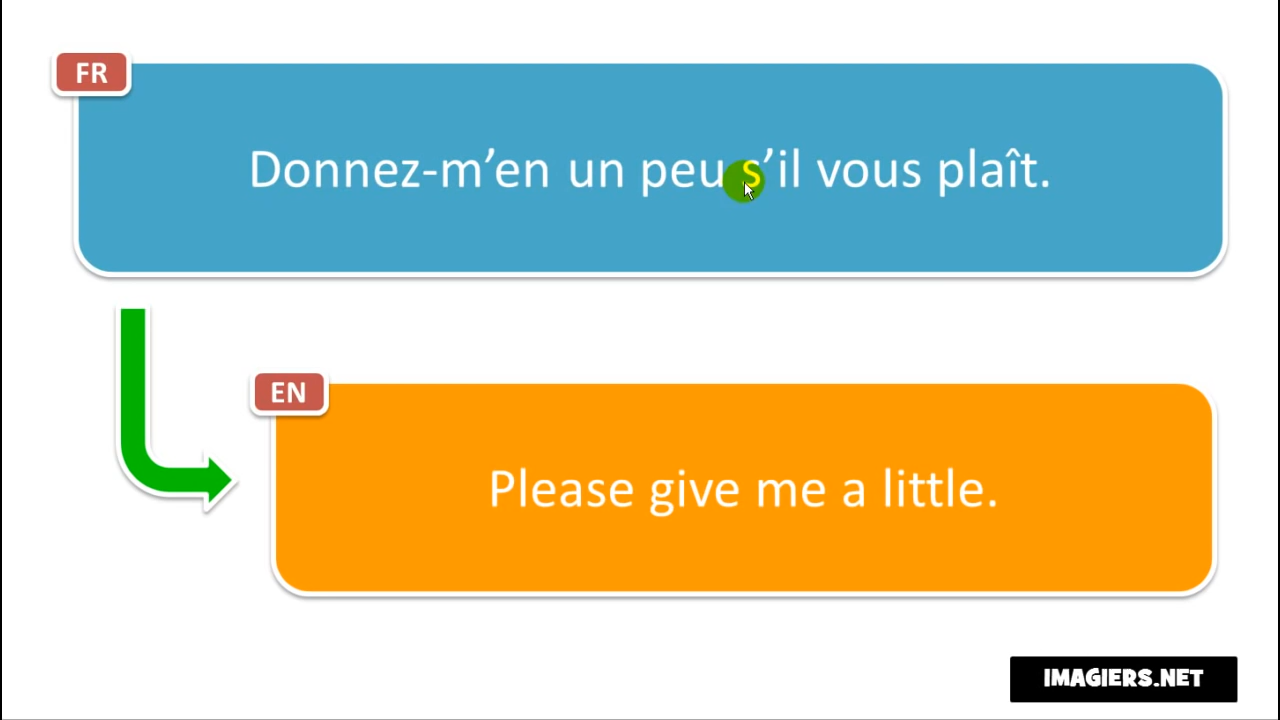 FR
Donnez-m’en un peu s’il vous plaît.
EN
Please give me a little.
IMAGIERS.NET